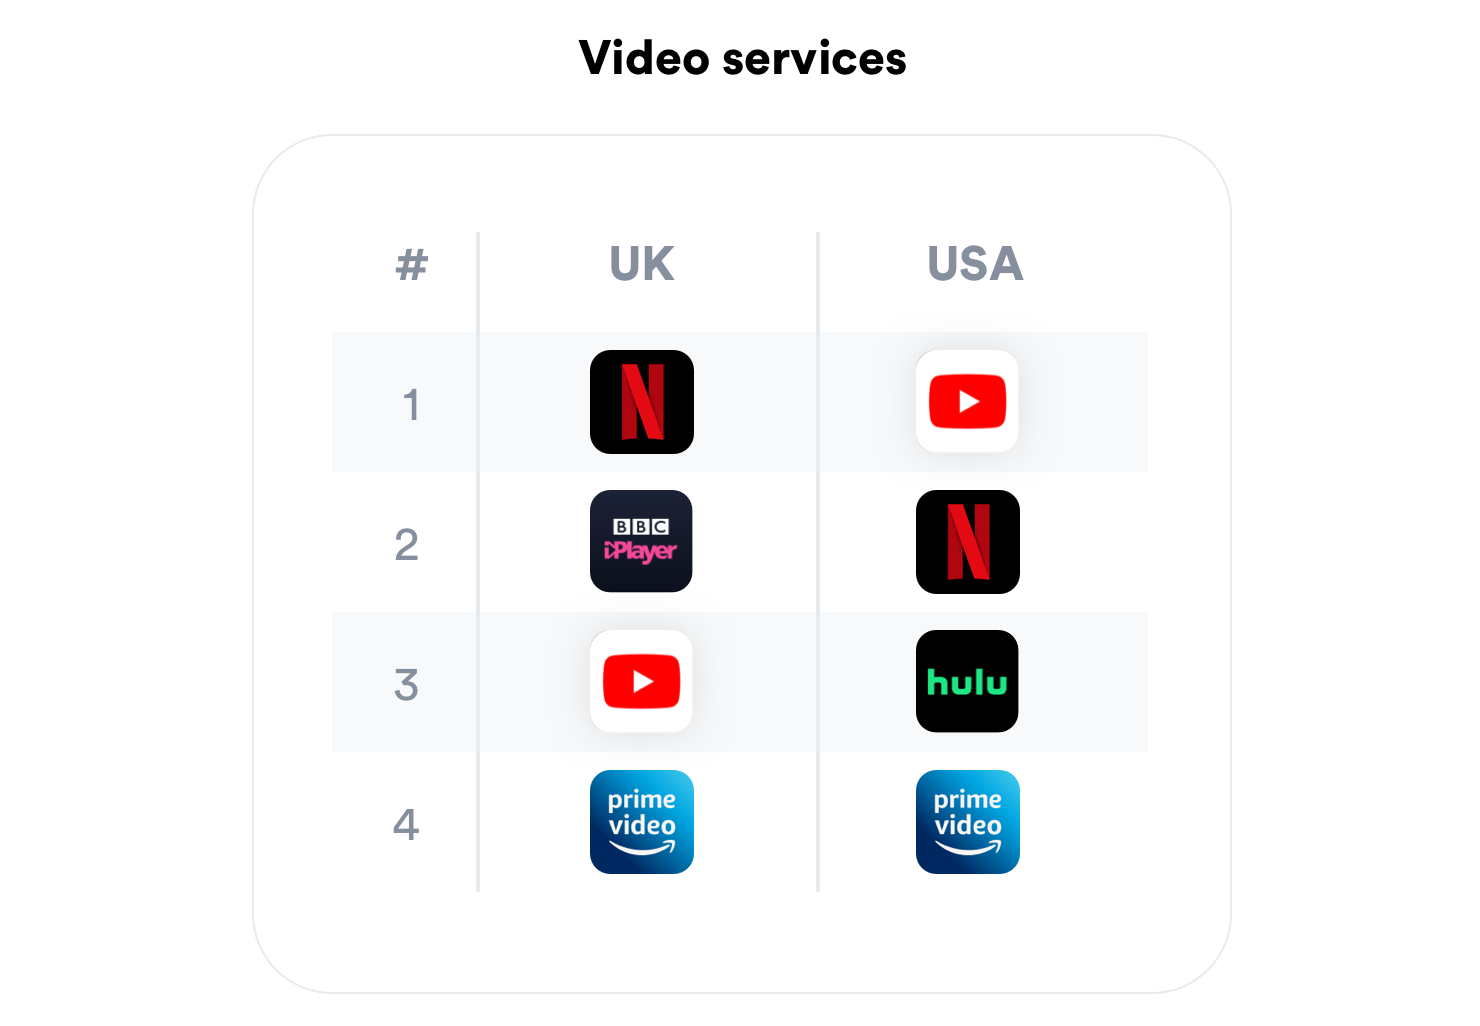 Video services
# UK USA
1 N
2 BBC iPlayer N
3 hulu
4 prime video prime video